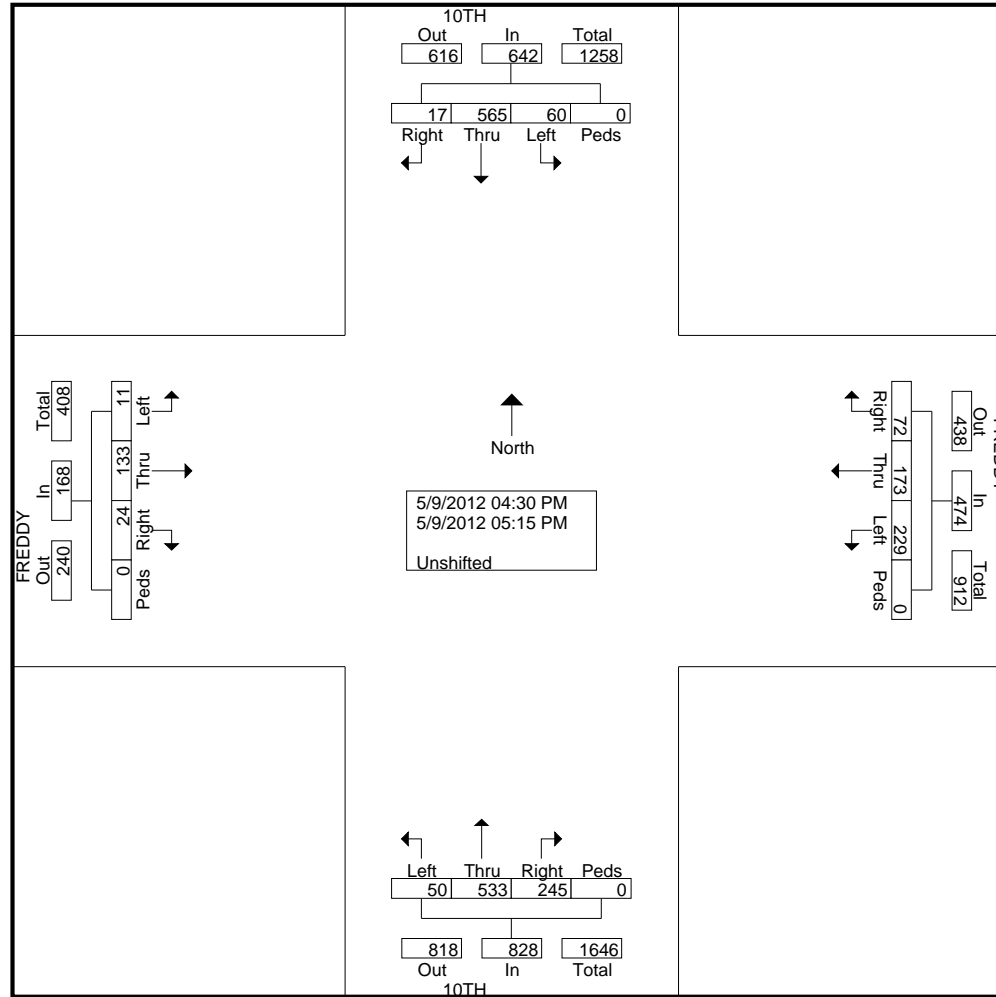 10TH
Out In Total
616 642 1258
17 565 60 0
Right Thru Left Peds
FREDDY
Total In Out
408 168 240
11 133 24 0
Left Thru Right Peds
North
5/9/2012 04:30 PM
5/9/2012 05:15 PM
Unshifted
Right Thru Left Peds
72 173 229 0
Out In Total
438 474 912
Left Thru Right Peds
50 533 245 0
818 828 1646
Out In Total
10TH